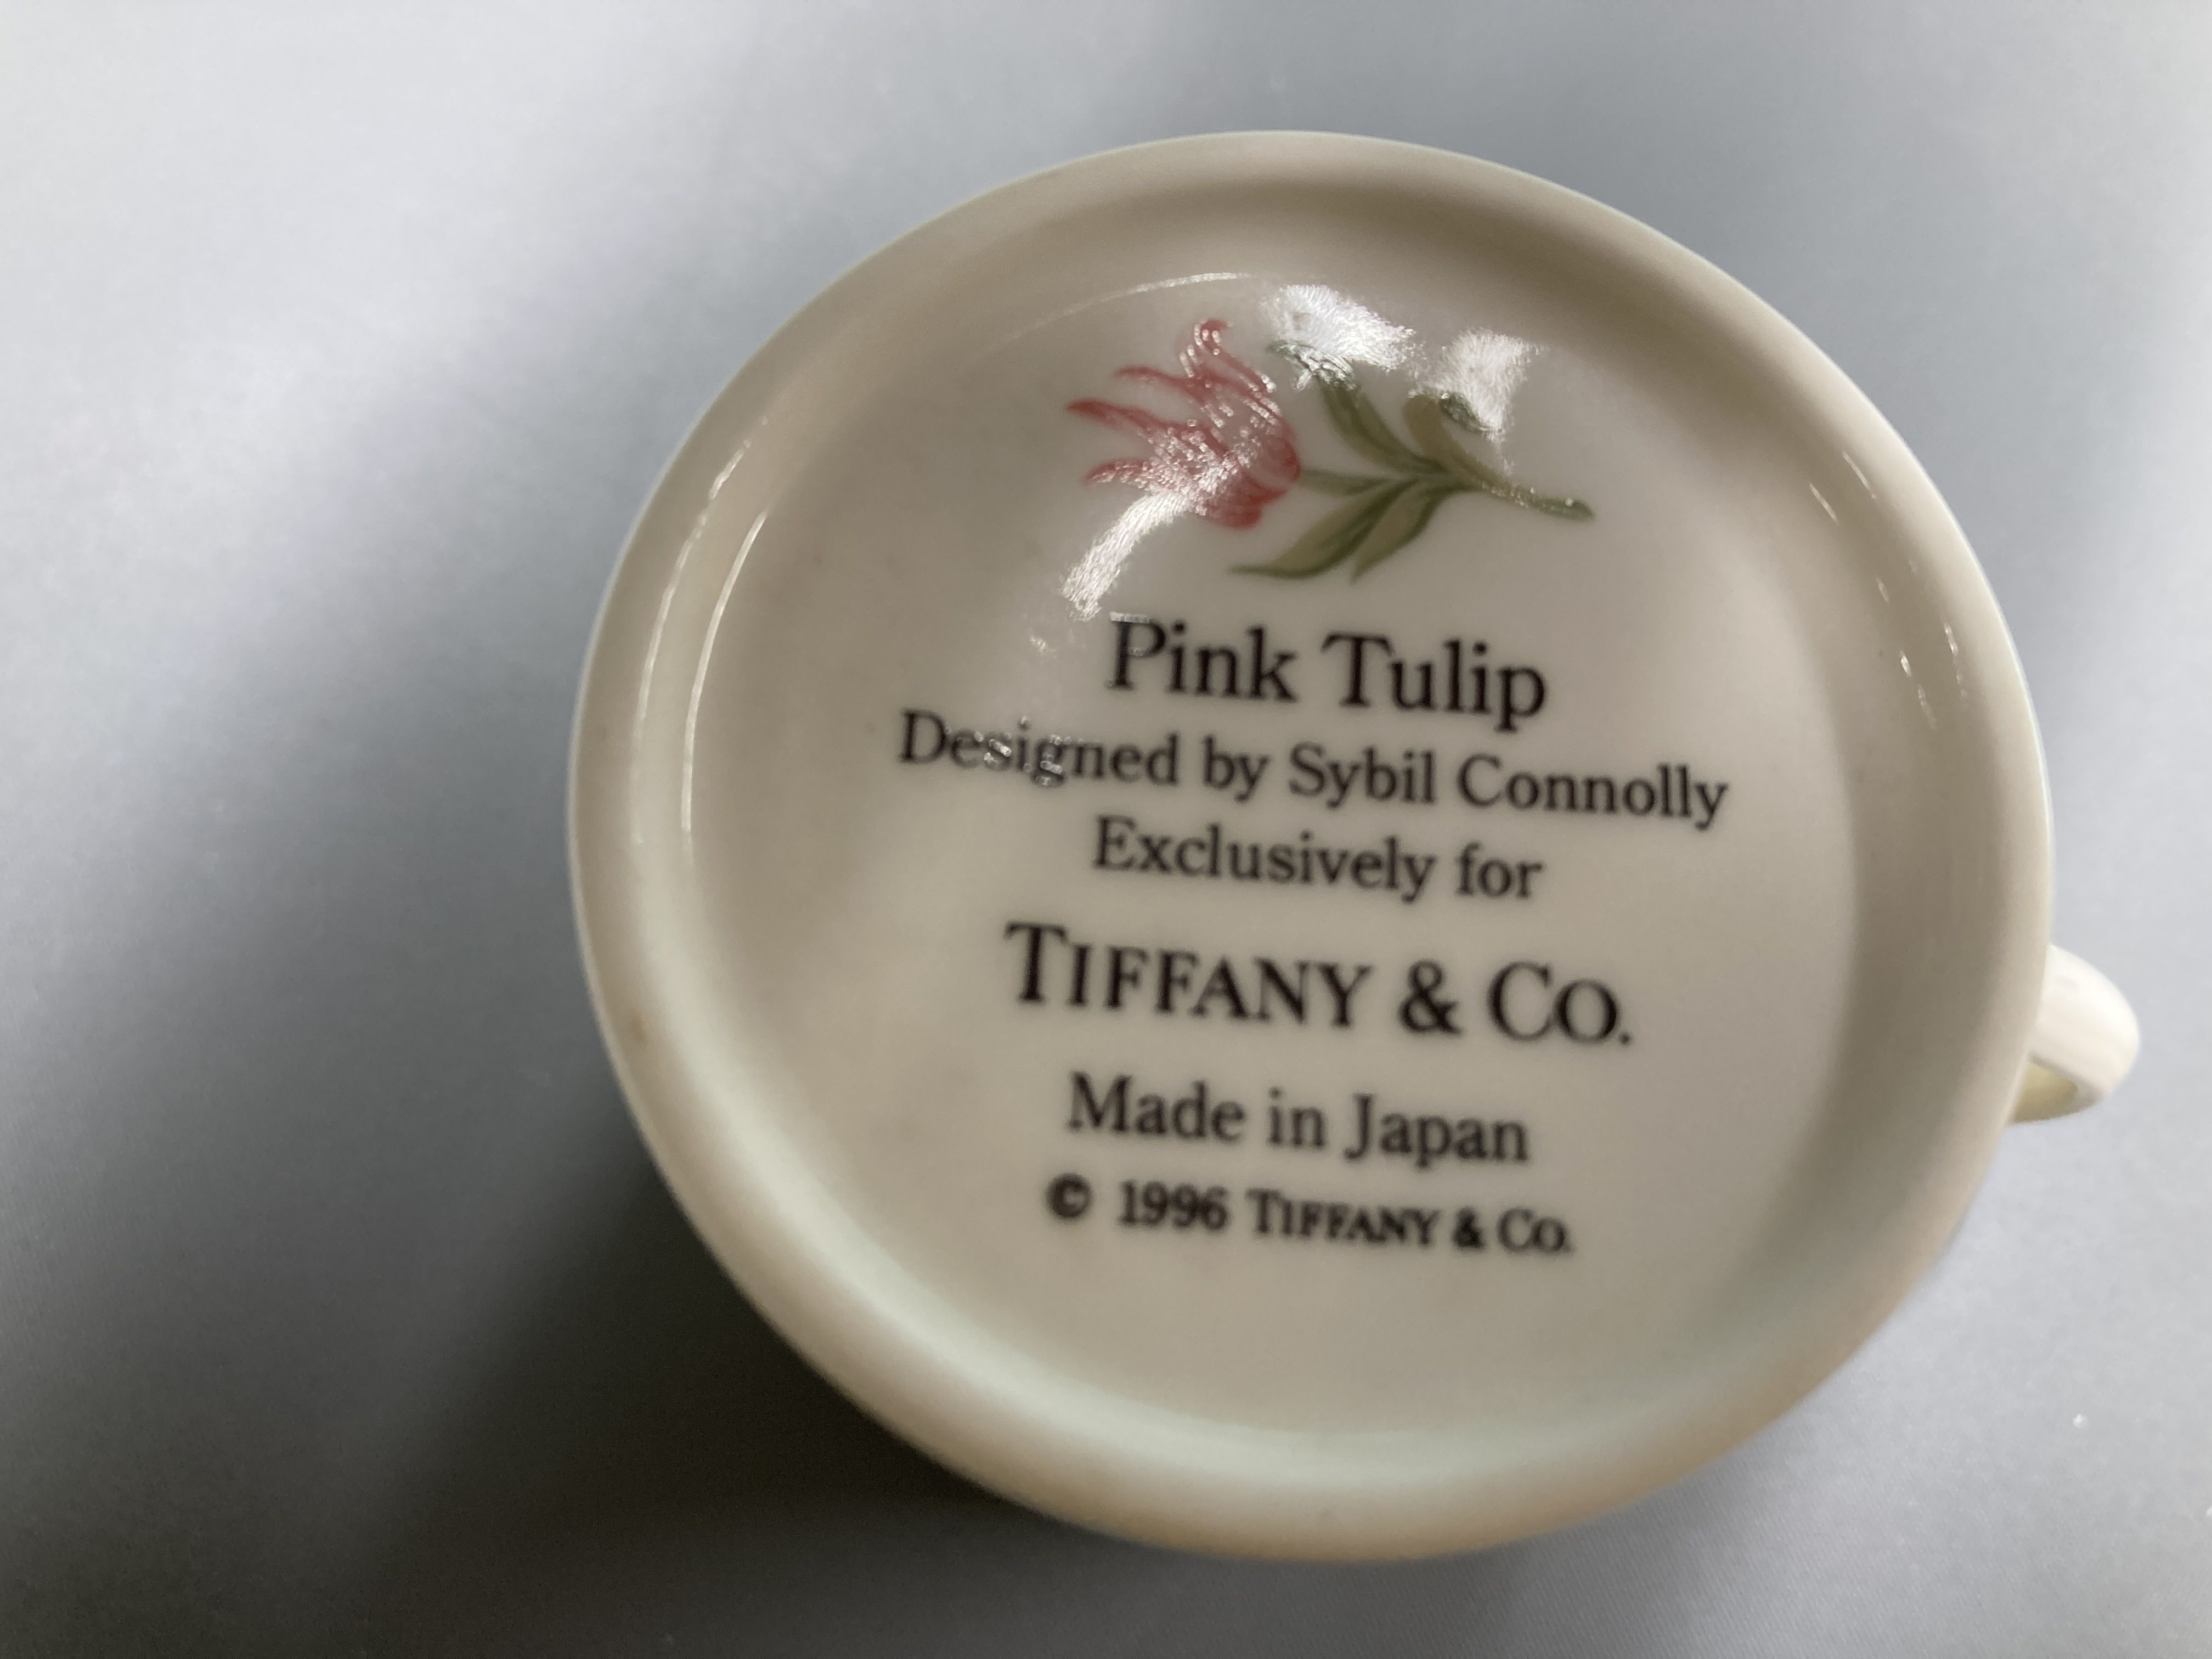 Pink Tulip
Designed by Sybil Connolly
Exclusively for
TIFFANY & CO.
Made in Japan
© 1996 TIFFANY & CO.